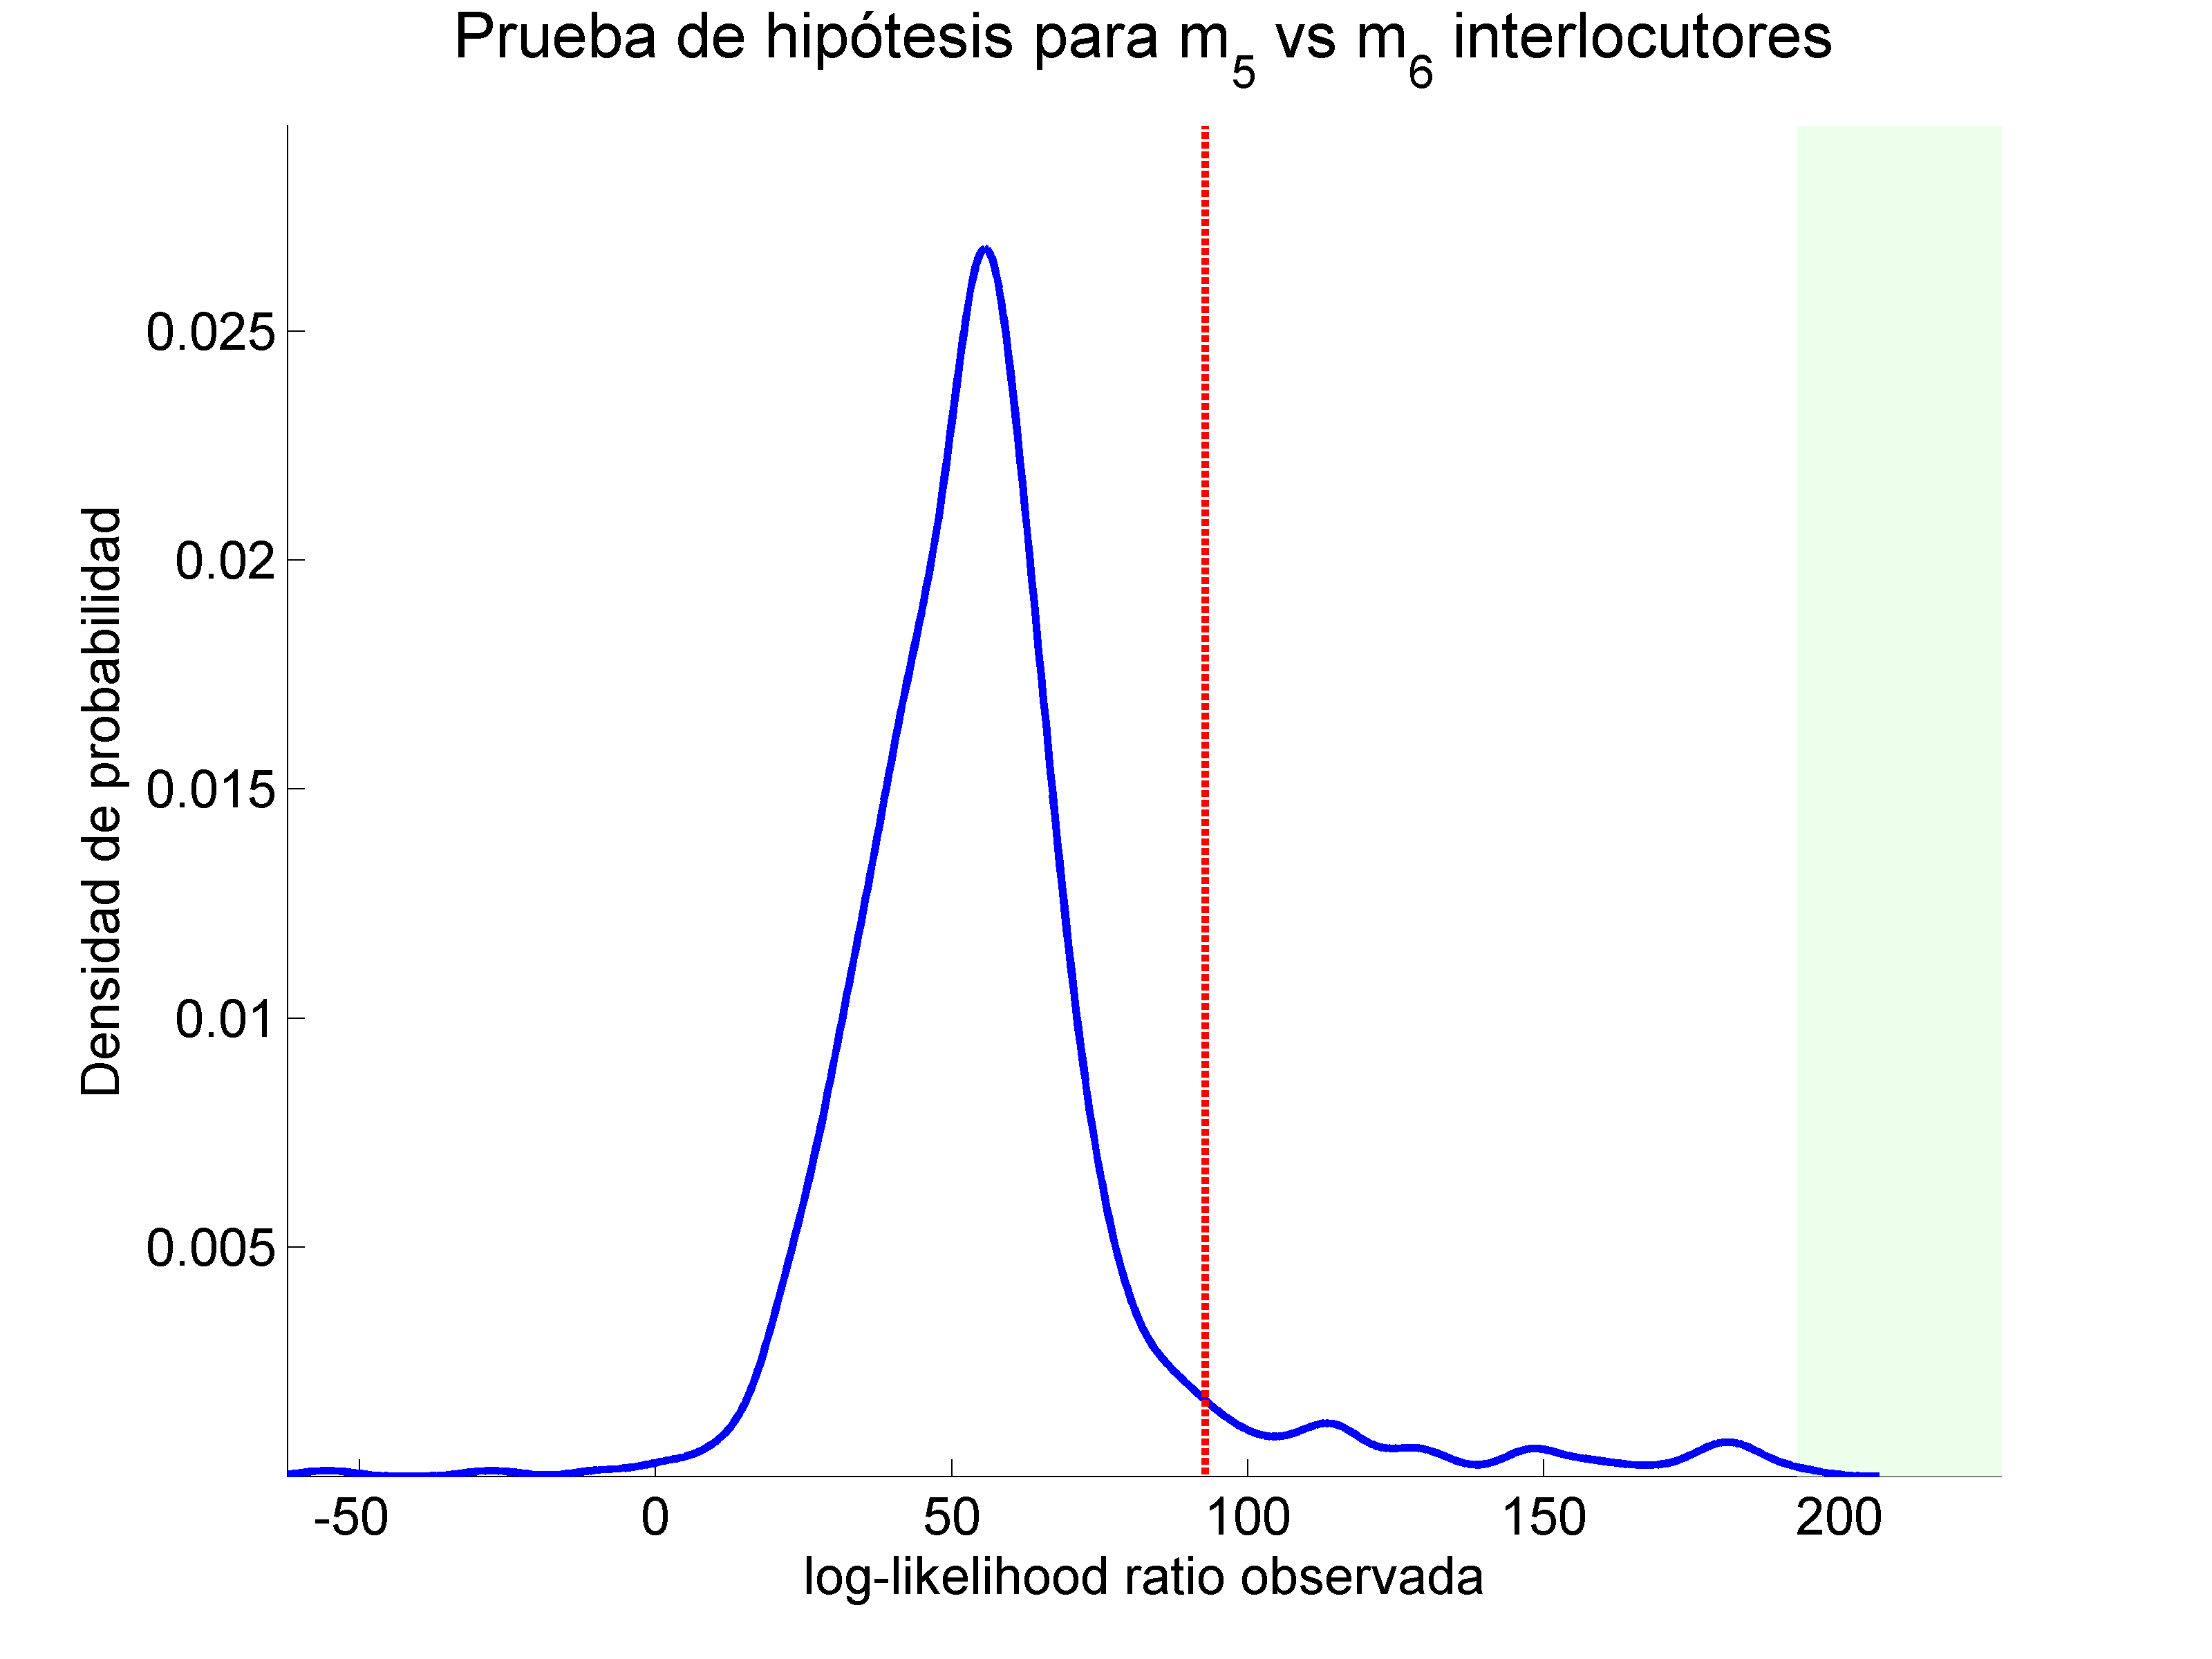 Prueba de hipótesis para m5 vs m6 interlocutores
Densidad de probabilidad
0.025
0.02
0.015
0.01
0.005
-50 0 50 100 150 200
log-likelihood ratio observada